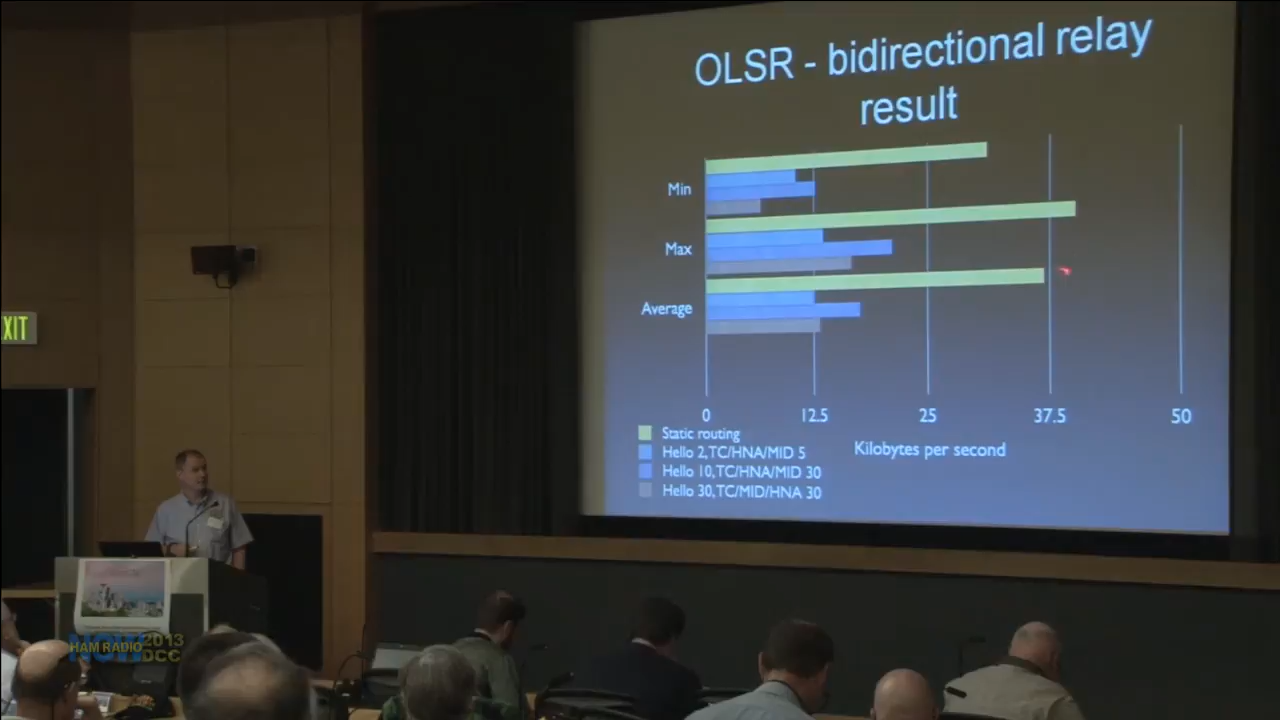 OLSR - bidirectional relay
result
Min
Max
Average
0 12.5 25 37.5 50
Kilobytes per second
Static routing
Hello 2,TC/HNA/MID 5
Hello 10,TC/HNA/MID 30
Hello 30,TC/MID/HNA 30
EXIT
HAM RADIO
NOW
2013
DCC